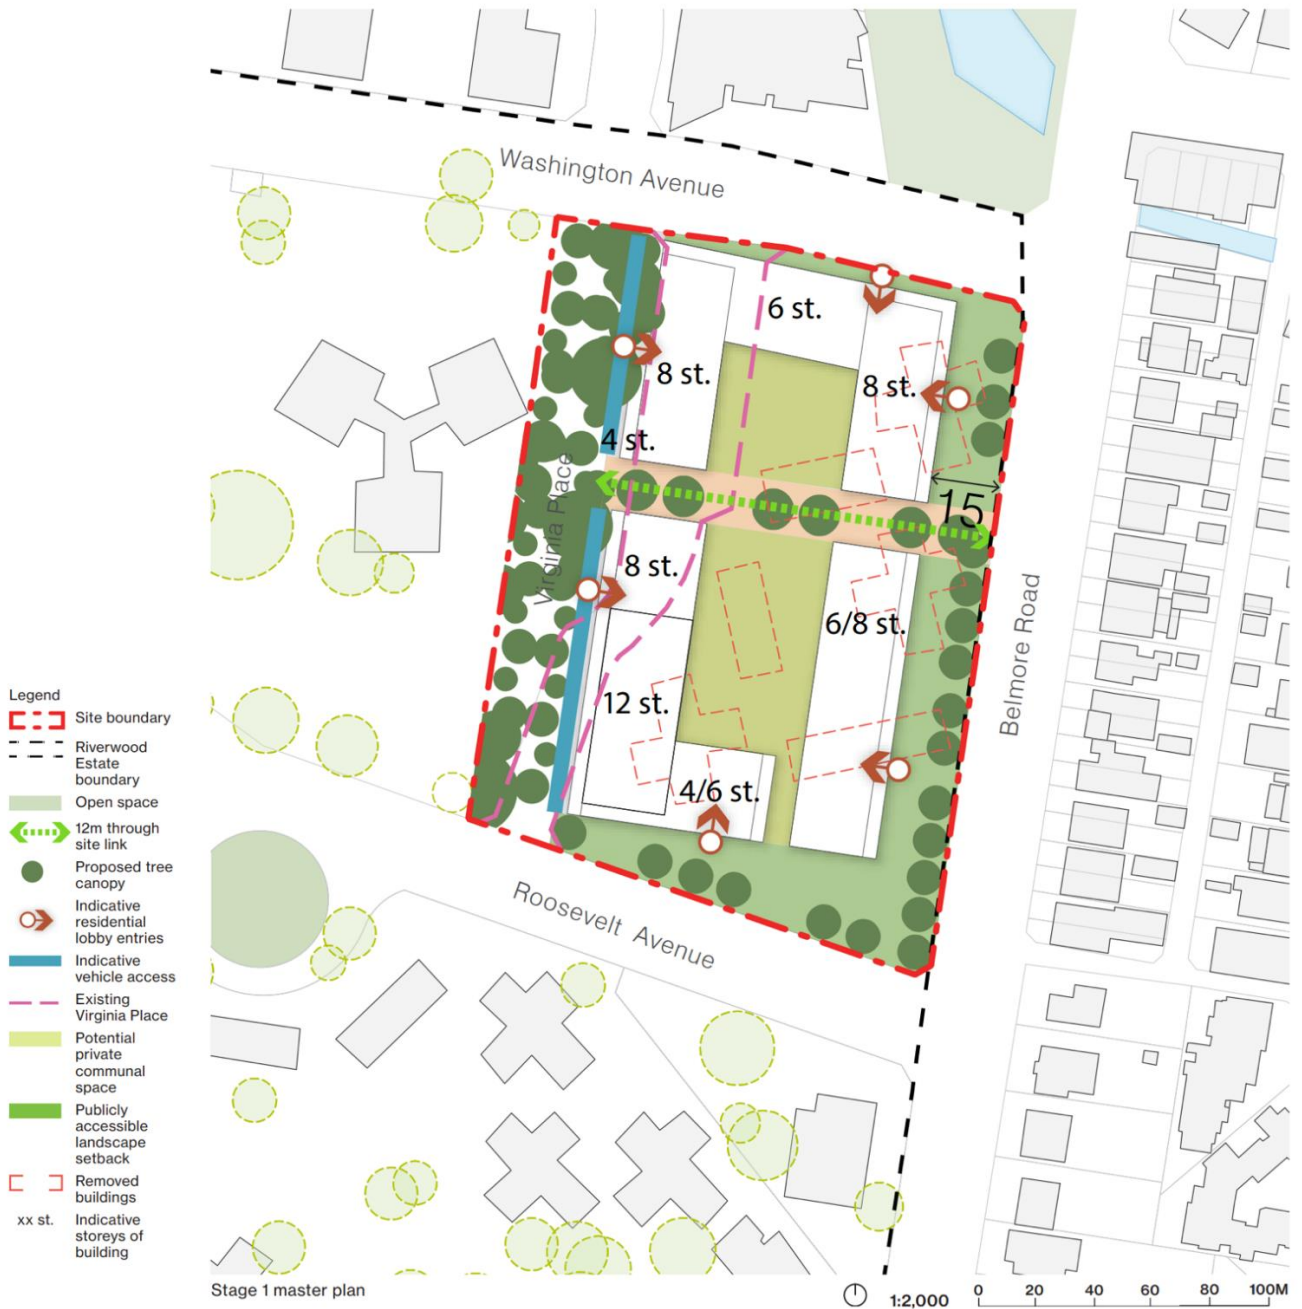 Washington Avenue
6 st.
8 st.
8 st.
4 st.
15
Virginia Place
8 st.
6/8 st.
12 st.
4/6 st.
Belmore Road
Roosevelt Avenue
Legend
Site boundary
Riverwood
Estate
boundary
Open space
12m through
site link
Proposed tree
canopy
Indicative
residential
lobby entries
Indicative
vehicle access
Existing
Virginia Place
Potential
private
communal
space
Publicly
accessible
landscape
setback
Removed
buildings
xx st.
Indicative
storeys of
building
Stage 1 master plan
1:2,000
0 20 40 60 80 100M